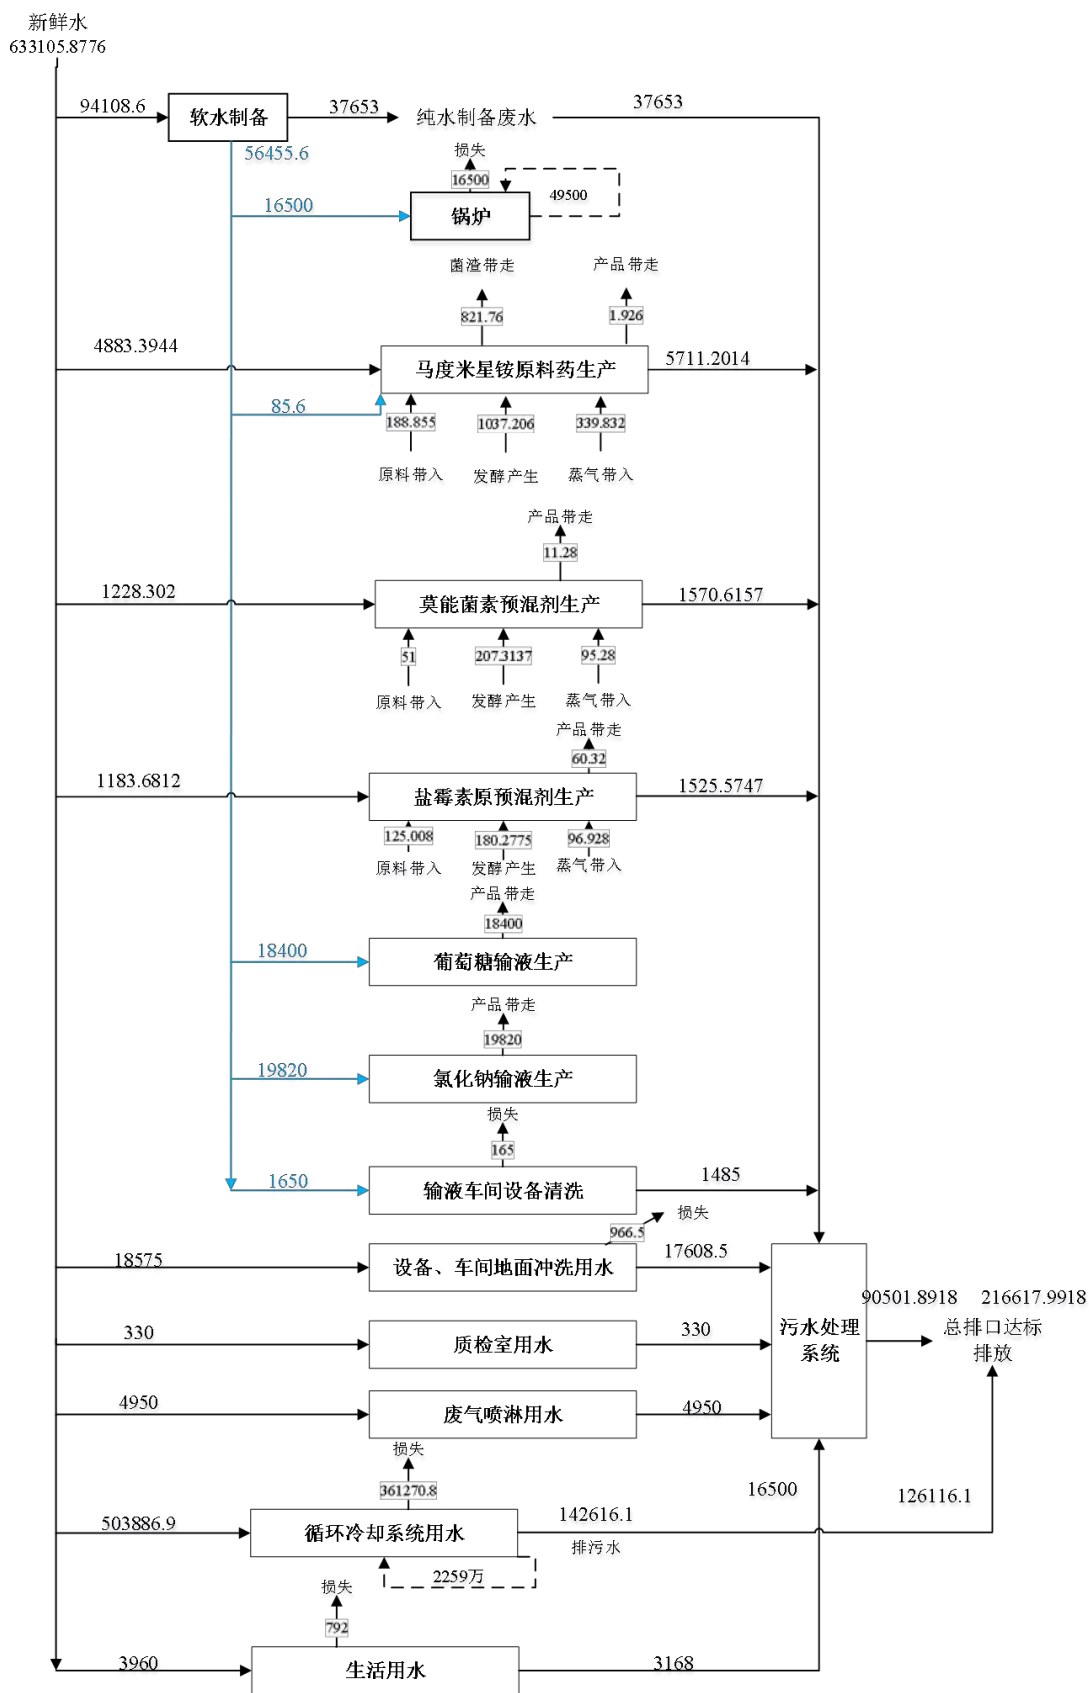 新鲜水
633105.8776
94108.6
软水制备
37653
纯水制备废水
37653
56455.6
损失
16500
49500
16500
锅炉
菌渣带走
产品带走
821.76
1.926
4883.3944
马度米星铵原料药生产
5711.2014
85.6
188.855
1037.206
339.832
原料带入
发酵产生
蒸气带入
产品带走
11.28
1228.302
莫能菌素预混剂生产
1570.6157
51
207.3137
95.28
原料带入
发酵产生
蒸气带入
产品带走
60.32
1183.6812
盐霉素原预混剂生产
1525.5747
125.008
180.2775
96.928
原料带入
发酵产生
蒸气带入
产品带走
18400
18400
葡萄糖输液生产
产品带走
19820
19820
氯化钠输液生产
损失
165
1650
输液车间设备清洗
1485
966.5
损失
18575
设备、车间地面冲洗用水
17608.5
330
质检室用水
330
污水处理
系统
90501.8918
216617.9918
总排口达标
排放
4950
废气喷淋用水
4950
损失
361270.8
16500
126116.1
503886.9
循环冷却系统用水
142616.1
排污水
2259万
损失
792
3960
生活用水
3168